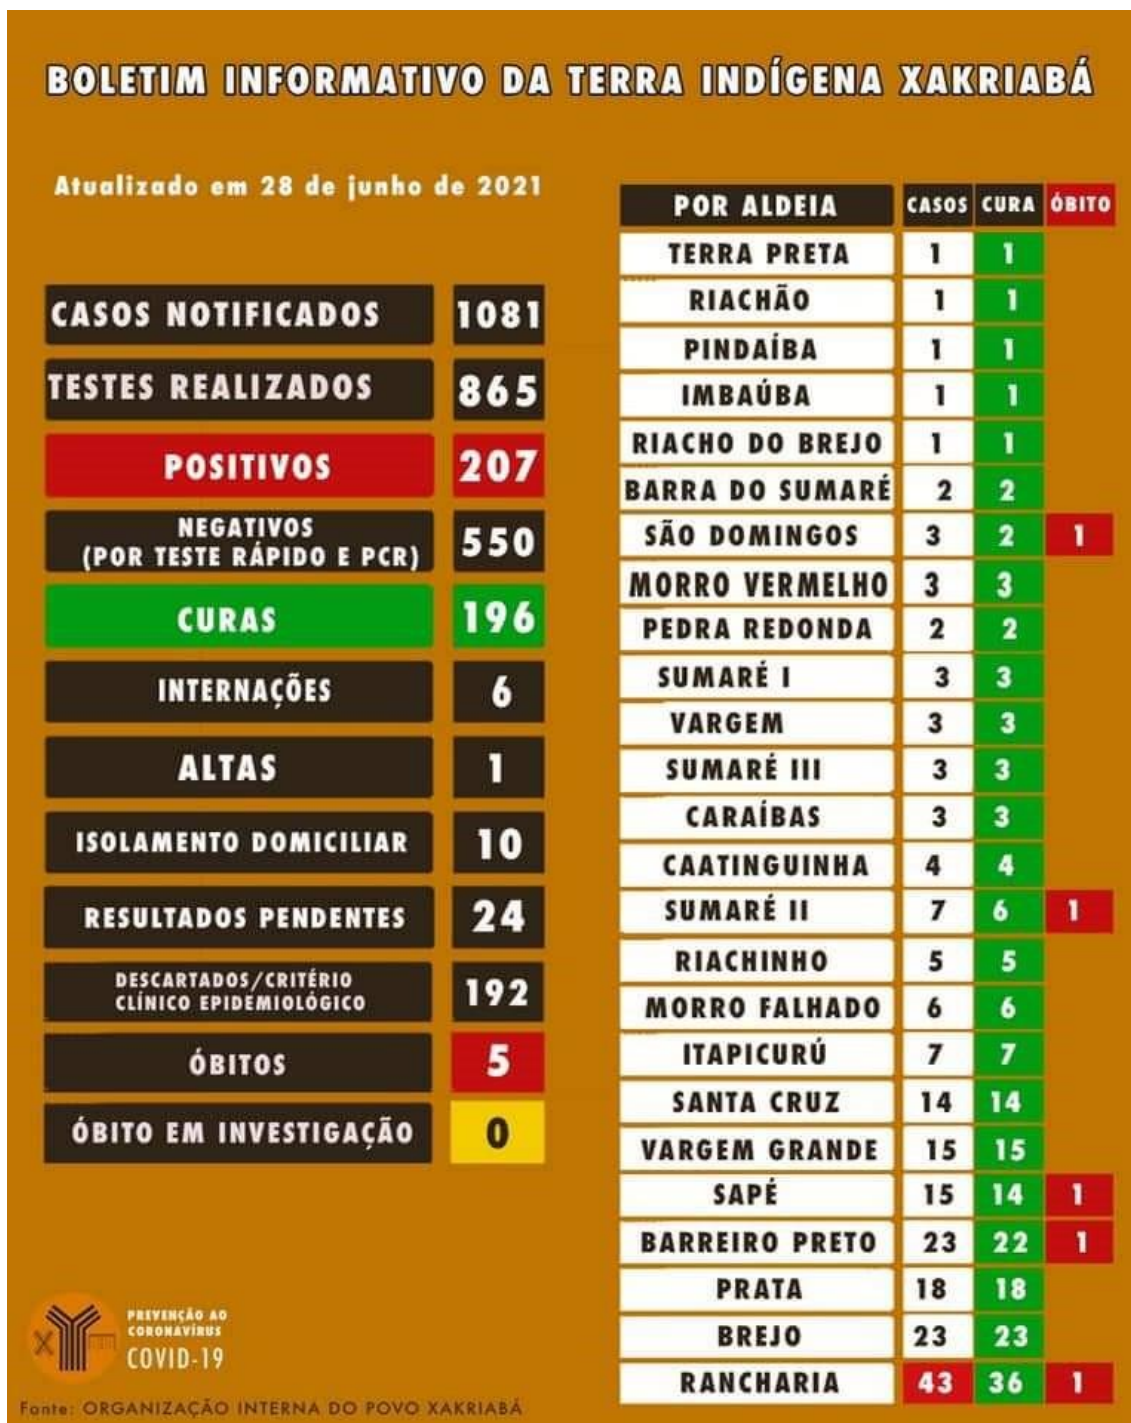 BOLETIM INFORMATIVO DA TERRA INDÍGENA XAKRIABÁ
Atualizado em 28 de junho de 2021
CASOS NOTIFICADOS 1081
TESTES REALIZADOS 865
POSITIVOS 207
NEGATIVOS
(POR TESTE RÁPIDO E PCR) 550
CURAS 196
INTERNAÇÕES 6
ALTAS 1
ISOLAMENTO DOMICILIAR 10
RESULTADOS PENDENTES 24
DESCARTADOS/CRITÉRIO
CLÍNICO EPIDEMIOLÓGICO 192
ÓBITOS 5
ÓBITO EM INVESTIGAÇÃO 0
POR ALDEIA CASOS CURA ÓBITO
TERRA PRETA 1 1
RIACHÃO 1 1
PINDAÍBA 1 1
IMBAÚBA 1 1
RIACHO DO BREJO 1 1
BARRA DO SUMARÉ 2 2
SÃO DOMINGOS 3 2 1
MORRO VERMELHO 3 3
PEDRA REDONDA 2 2
SUMARÉ I 3 3
VARGEM 3 3
SUMARÉ III 3 3
CARAÍBAS 3 3
CAATINGUINHA 4 4
SUMARÉ II 7 6 1
RIACHINHO 5 5
MORRO FALHADO 6 6
ITAPICURÚ 7 7
SANTA CRUZ 14 14
VARGEM GRANDE 15 15
SAPÉ 15 14 1
BARREIRO PRETO 23 22 1
PRATA 18 18
BREJO 23 23
RANCHARIA 43 36 1
PREVENÇÃO AO
CORONAVÍRUS
COVID-19
Fonte: ORGANIZAÇÃO INTERNA DO POVO XAKRIABÁ